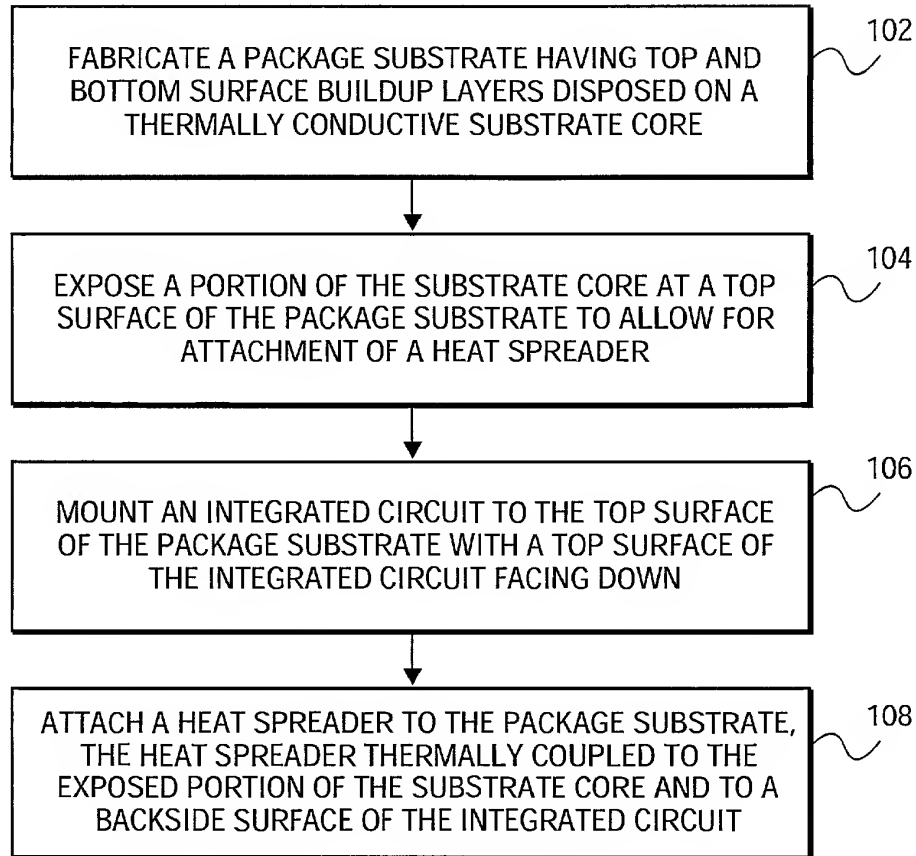 FABRICATE A PACKAGE SUBSTRATE HAVING TOP AND
BOTTOM SURFACE BUILDUP LAYERS DISPOSED ON A
THERMALLY CONDUCTIVE SUBSTRATE CORE
102
EXPOSE A PORTION OF THE SUBSTRATE CORE AT A TOP
SURFACE OF THE PACKAGE SUBSTRATE TO ALLOW FOR
ATTACHMENT OF A HEAT SPREADER
104
MOUNT AN INTEGRATED CIRCUIT TO THE TOP SURFACE
OF THE PACKAGE SUBSTRATE WITH A TOP SURFACE OF
THE INTEGRATED CIRCUIT FACING DOWN
106
ATTACH A HEAT SPREADER TO THE PACKAGE SUBSTRATE,
THE HEAT SPREADER THERMALLY COUPLED TO THE
EXPOSED PORTION OF THE SUBSTRATE CORE AND TO A
BACKSIDE SURFACE OF THE INTEGRATED CIRCUIT
108